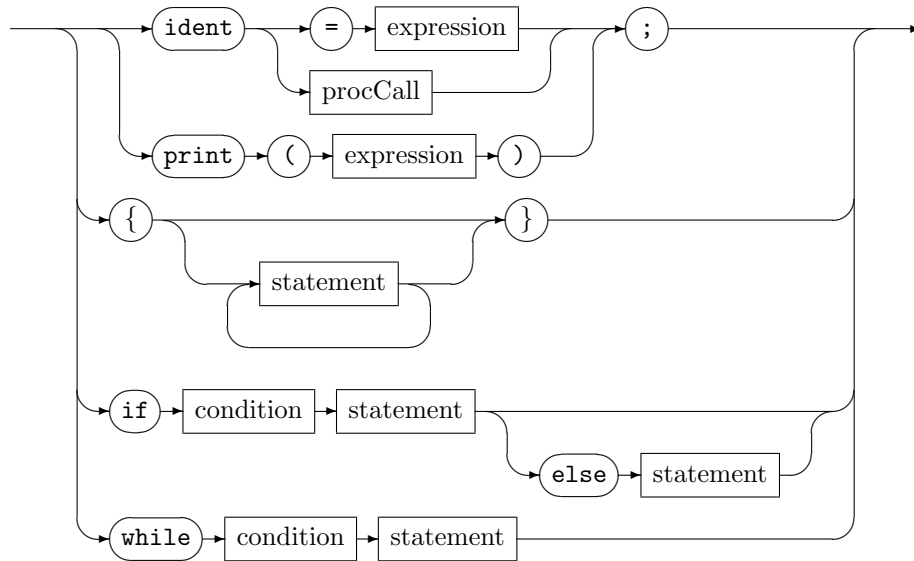 ident = expression ;
procCall
print ( expression )
{ }
statement
if condition statement
else statement
while condition statement